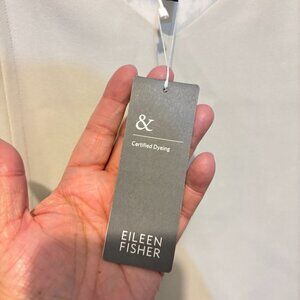 &
Certified Dyeing
EILEEN
FISHER